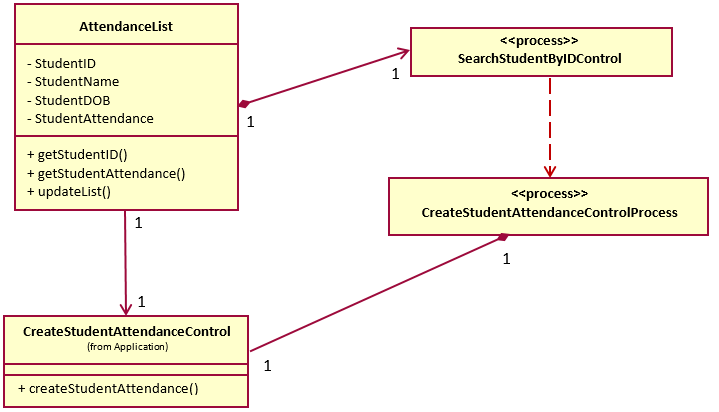 AttendanceList
- StudentID
- StudentName
- StudentDOB
- StudentAttendance
+ getStudentID()
+ getStudentAttendance()
+ updateList()
<<process>>
SearchStudentByIDControl
1
1
<<process>>
CreateStudentAttendanceControlProcess
1
1
1
1
CreateStudentAttendanceControl
(from Application)
+ createStudentAttendance()